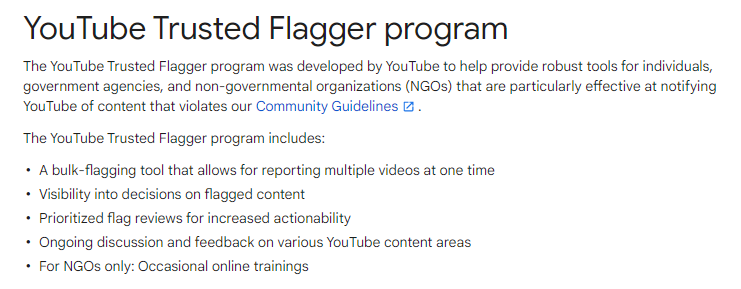 YouTube Trusted Flagger program
The YouTube Trusted Flagger program was developed by YouTube to help provide robust tools for individuals,
government agencies, and non-governmental organizations (NGOs) that are particularly effective at notifying
YouTube of content that violates our Community Guidelines .
The YouTube Trusted Flagger program includes:
• A bulk-flagging tool that allows for reporting multiple videos at one time
• Visibility into decisions on flagged content
• Prioritized flag reviews for increased actionability
• Ongoing discussion and feedback on various YouTube content areas
• For NGOs only: Occasional online trainings